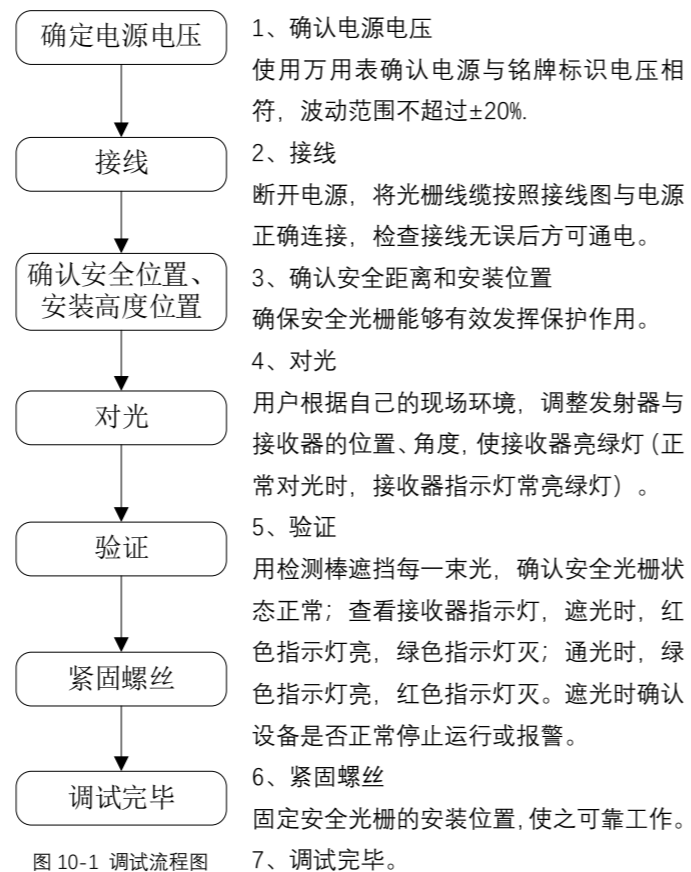 确定电源电压
接线
确认安全位置、
安装高度位置
对光
验证
紧固螺丝
调试完毕
图 10-1 调试流程图
1、确认电源电压
使用万用表确认电源与铭牌标识电压相
符，波动范围不超过±20%.
2、接线
断开电源，将光栅线缆按照接线图与电源
正确连接，检查接线无误后方可通电。
3、确认安全距离和安装位置
确保安全光栅能够有效发挥保护作用。
4、对光
用户根据自己的现场环境，调整发射器与
接收器的位置、角度, 使接收器亮绿灯（正
常对光时，接收器指示灯常亮绿灯）。
5、验证
用检测棒遮挡每一束光，确认安全光栅状
态正常；查看接收器指示灯，遮光时，红
色指示灯亮，绿色指示灯灭；通光时，绿
色指示灯亮，红色指示灯灭。遮光时确认
设备是否正常停止运行或报警。
6、紧固螺丝
固定安全光栅的安装位置, 使之可靠工作。
7、调试完毕。